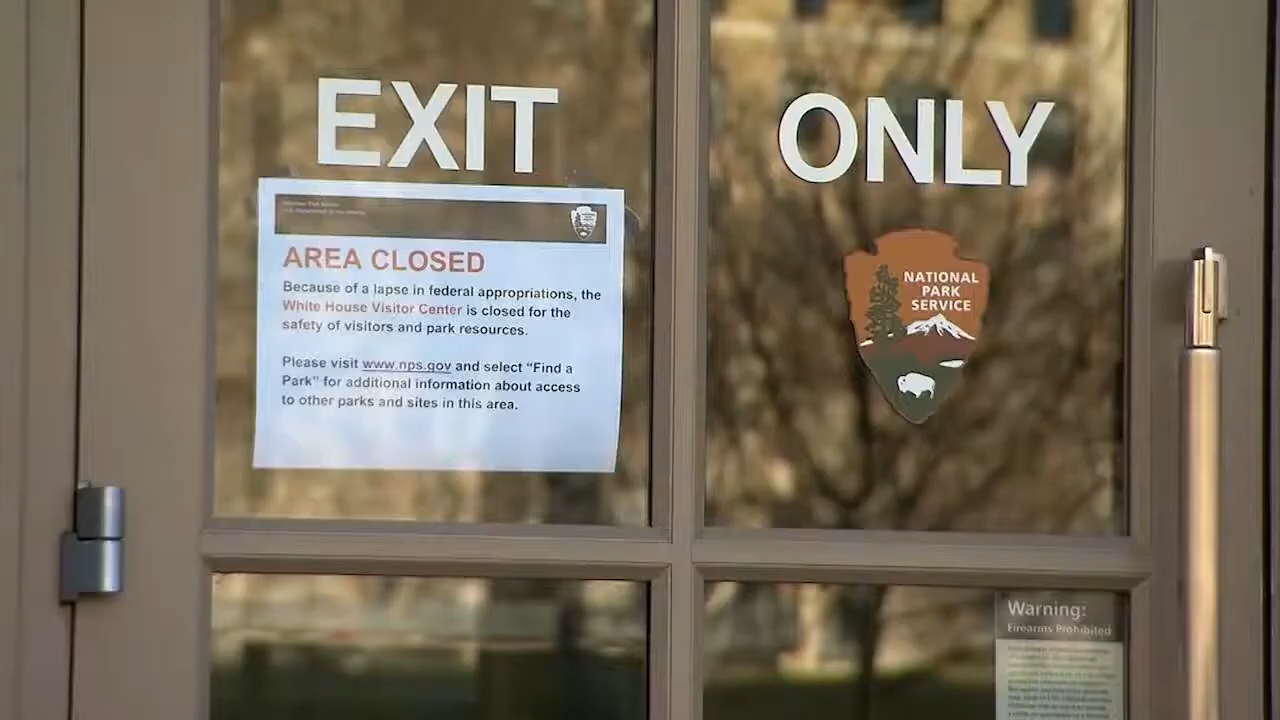 EXIT ONLY
AREA CLOSED
Because of a lapse in federal appropriations, the
White House Visitor Center is closed for the
safety of visitors and park resources.
Please visit www.nps.gov and select “Find a
Park” for additional information about access
to other parks and sites in this area.
NATIONAL
PARK
SERVICE
Warning:
Firearms Prohibited